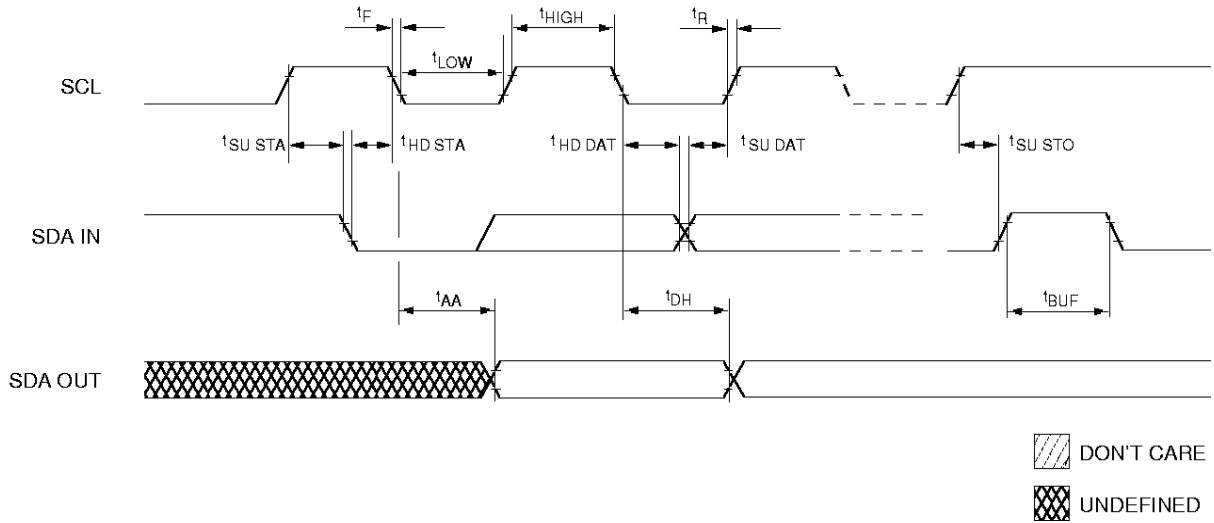 tF
tHIGH
tR
tLOW
SCL
tSU STA
tHD STA
tHD DAT
tSU DAT
tSU STO
SDA IN
tAA
tDH
tBUF
SDA OUT
DON'T CARE
UNDEFINED